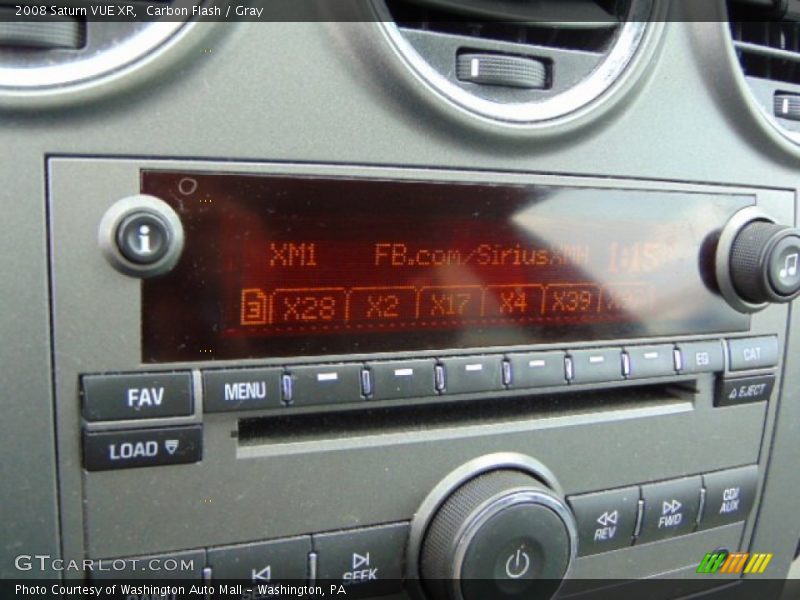 2008 Saturn VUE XR, Carbon Flash / Gray
i
XM1 FB.com/SiriusXMH 1:15
3 X28 X2 X17 X4 X39
FAV MENU EQ CAT
LOAD EJECT
REV FWD CD/AUX
SEEK
GTCarLot.com
Photo Courtesy of Washington Auto Mall - Washington, PA